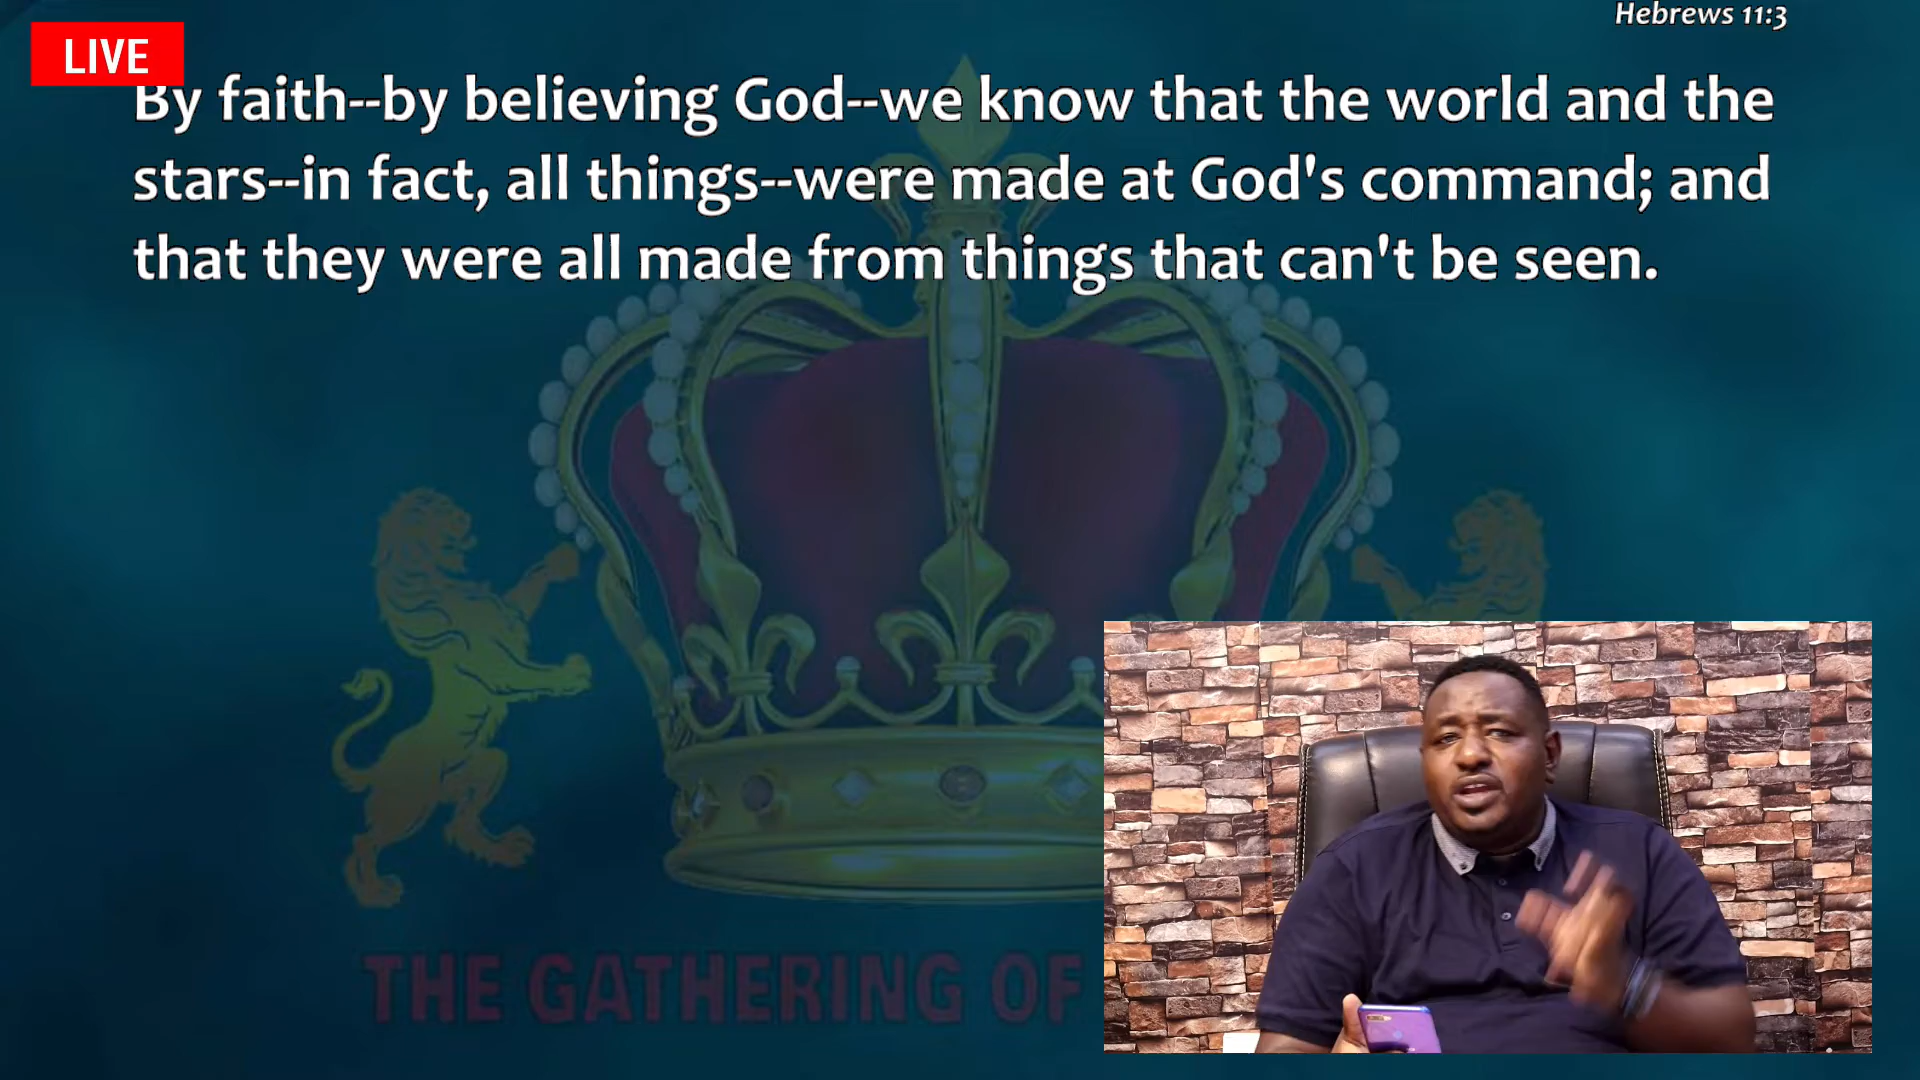 Hebrews 11:3
LIVE
By faith--by believing God--we know that the world and the
stars--in fact, all things--were made at God's command; and
that they were all made from things that can't be seen.
THE GATHERING OF